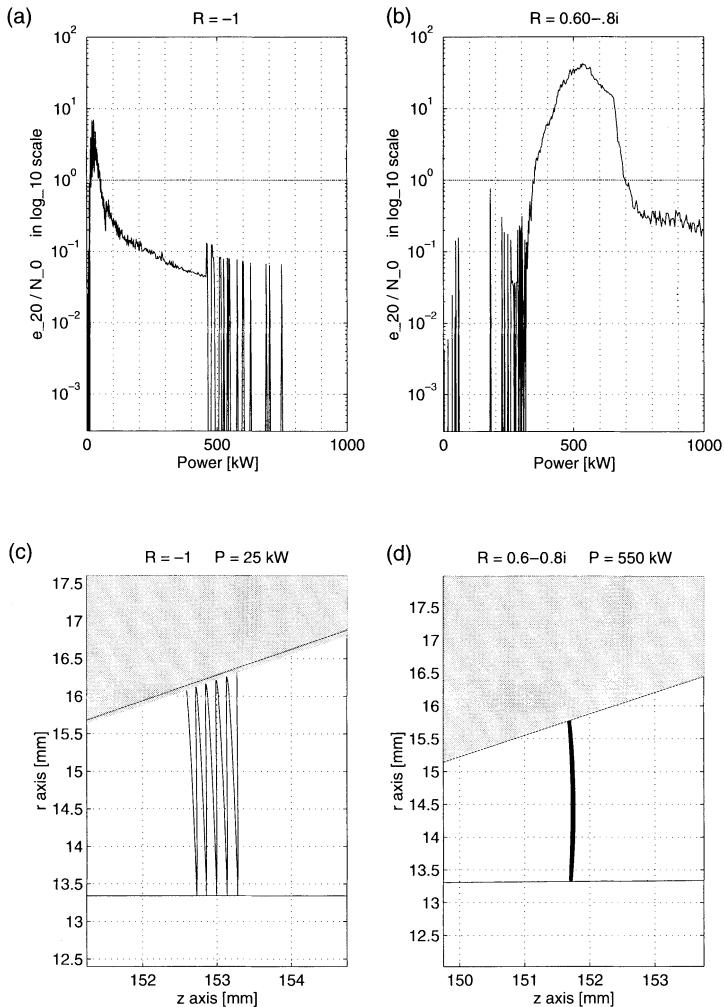 (a)
R = −1
10^2
10^1
10^0
10^−1
10^−2
10^−3
e_20 / N_0 in log_10 scale
0
500
1000
Power [kW]
(b)
R = 0.60−.8i
10^2
10^1
10^0
10^−1
10^−2
10^−3
e_20 / N_0 in log_10 scale
0
500
1000
Power [kW]
(c)
R = −1 P = 25 kW
17.5
17
16.5
16
15.5
15
14.5
14
13.5
13
12.5
r axis [mm]
152
153
154
z axis [mm]
(d)
R = 0.6−0.8i P = 550 kW
17.5
17
16.5
16
15.5
15
14.5
14
13.5
13
12.5
r axis [mm]
150
151
152
153
z axis [mm]